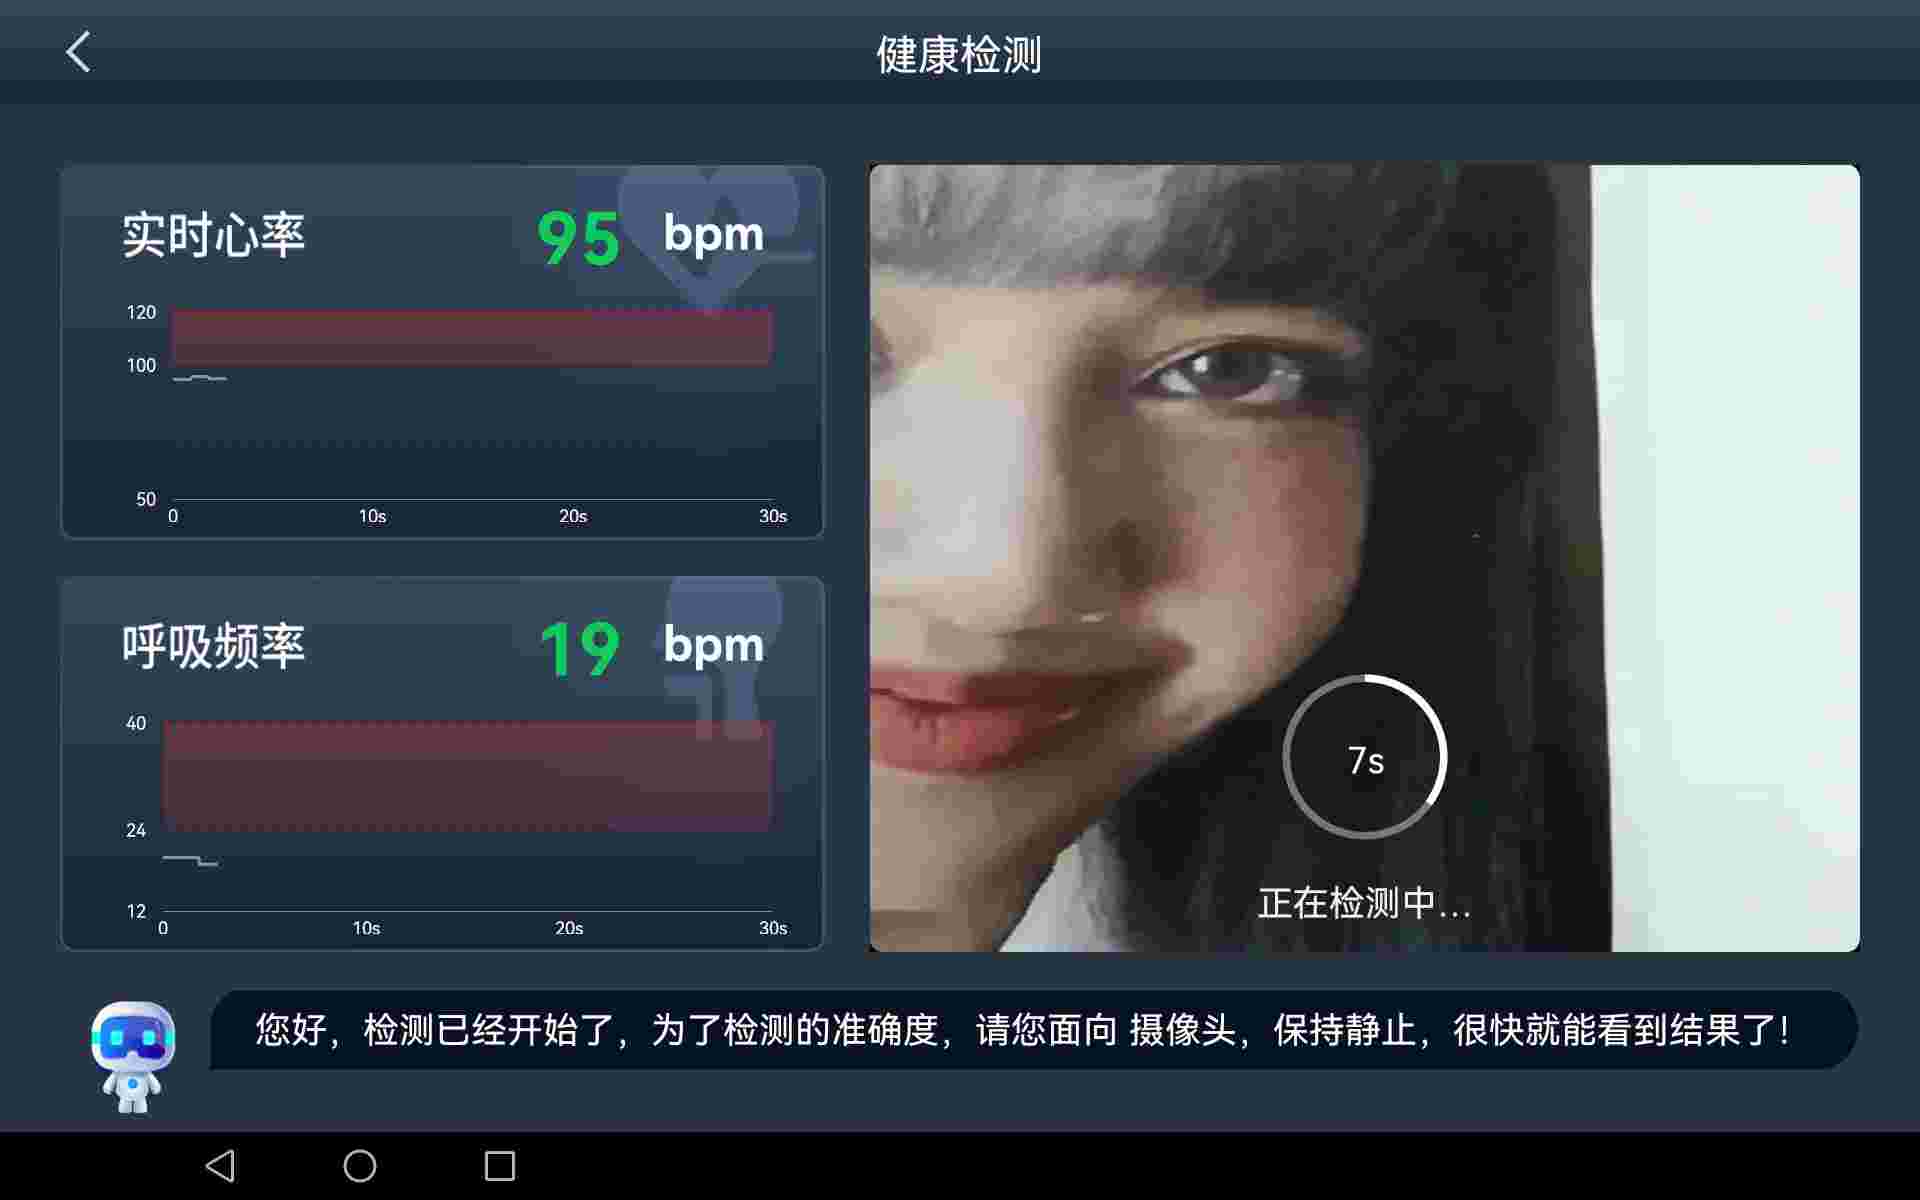 健康检测
实时心率 95 bpm
120
100
50
0 10s 20s 30s
呼吸频率 19 bpm
40
24
12
0 10s 20s 30s
7s
正在检测中...
您好，检测已经开始了，为了检测的准确度，请您面向 摄像头，保持静止，很快就能看到结果了！